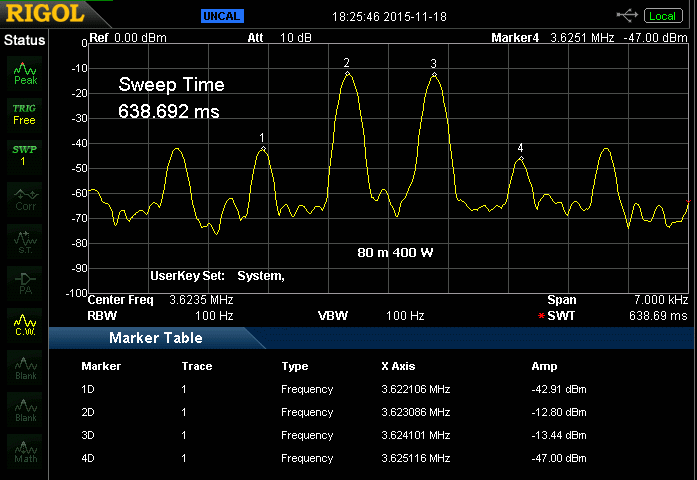 RIGOL UNCAL 18:25:46 2015-11-18 Local
Status
Ref 0.00 dBm Att 10 dB Marker4 3.6251 MHz -47.00 dBm
Peak
TRIG
Free
SWP
1
Corr
S.T.
PA
C.W.
Blank
Blank
Math
0
-10
-20
-30
-40
-50
-60
-70
-80
-90
-100
Sweep Time
638.692 ms
1
2
3
4
80 m 400 W
UserKey Set: System,
Center Freq 3.6235 MHz Span 7.000 kHz
RBW 100 Hz VBW 100 Hz *SWT 638.69 ms
Marker Table
Marker Trace Type X Axis Amp
1D 1 Frequency 3.622106 MHz -42.91 dBm
2D 1 Frequency 3.623086 MHz -12.80 dBm
3D 1 Frequency 3.624101 MHz -13.44 dBm
4D 1 Frequency 3.625116 MHz -47.00 dBm